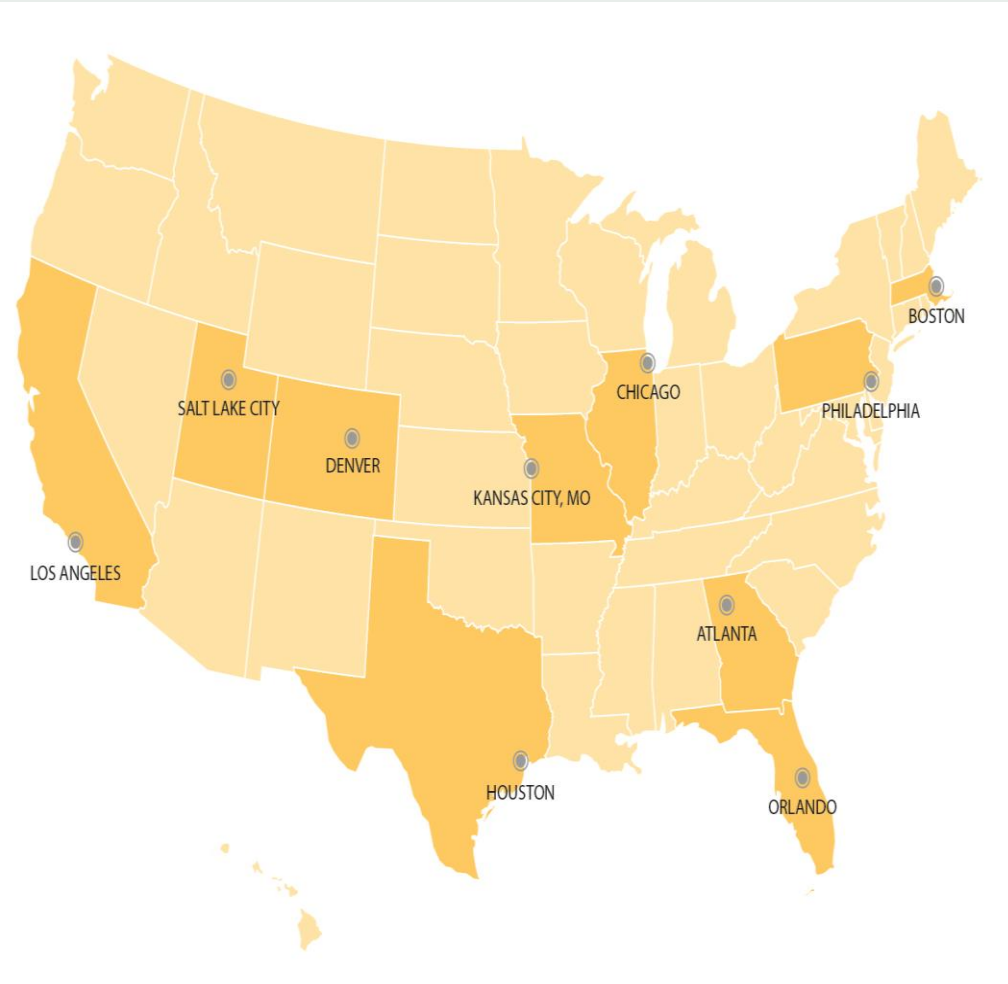 BOSTON
CHICAGO
SALT LAKE CITY
PHILADELPHIA
DENVER
KANSAS CITY, MO
LOS ANGELES
ATLANTA
HOUSTON
ORLANDO